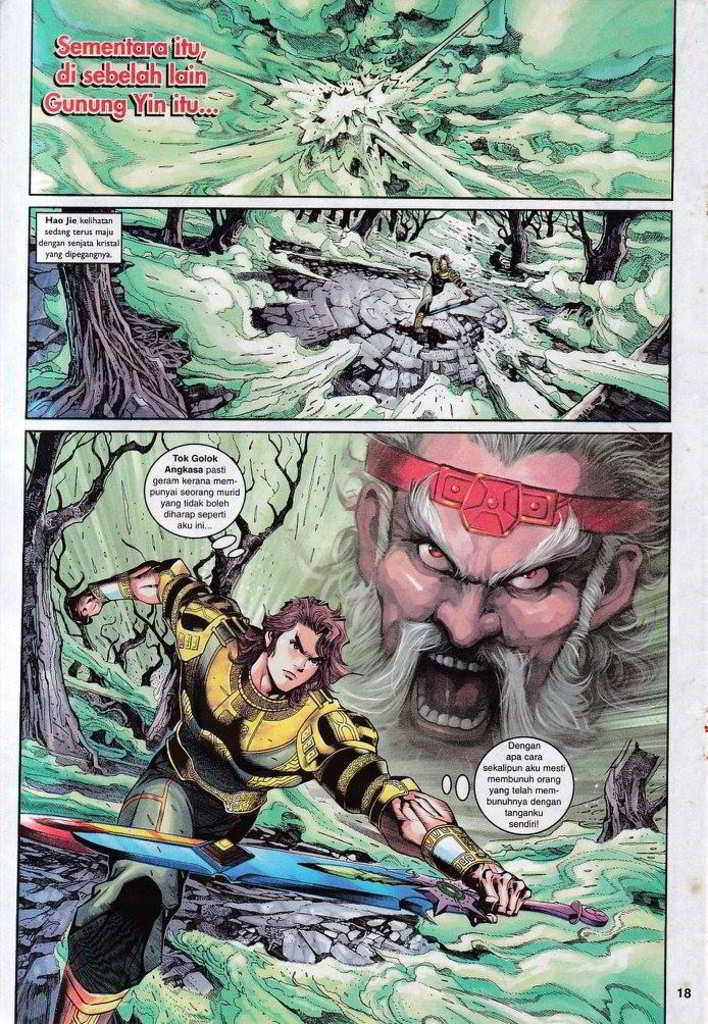 Sementara itu,
di sebelah lain
Gunung Yin itu...
Hao Jie kelihatan
sedang terus maju
dengan senjata kristal
yang dipegangnya.
Tok Golok
Angkasa pasti
geram kerana mem-
punyai seorang murid
yang tidak boleh
diharap seperti
aku ini...
Dengan
apa cara
sekalipun aku mesti
membunuh orang
yang telah mem-
bunuhnya dengan
tanganku
sendiri!
18